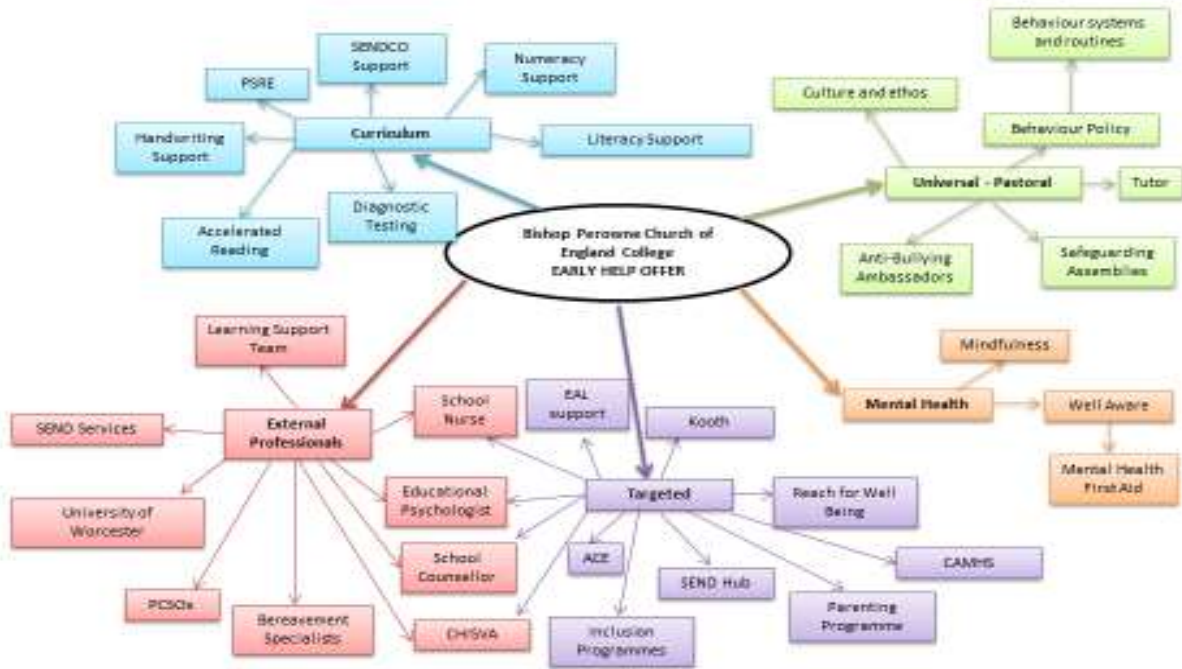 SENDCO
Support
Numeracy
Support
PSRE
Curriculum
Handwriting
Support
Literacy Support
Accelerated
Reading
Diagnostic
Testing
Behaviour systems
and routines
Culture and ethos
Behaviour Policy
Universal - Pastoral
Tutor
Anti-Bullying
Ambassadors
Safeguarding
Assemblies
Bishop Perowne Church of
England College
EARLY HELP OFFER
Mindfulness
Mental Health
Well Aware
Mental Health
First Aid
Learning Support
Team
SEND Services
External
Professionals
School
Nurse
University of
Worcester
Educational
Psychologist
School
Counsellor
PCSOs
Bereavement
Specialists
CHISVA
EAL
support
Kooth
Targeted
Reach for Well
Being
ACE
SEND Hub
CAMHS
Inclusion
Programmes
Parenting
Programme